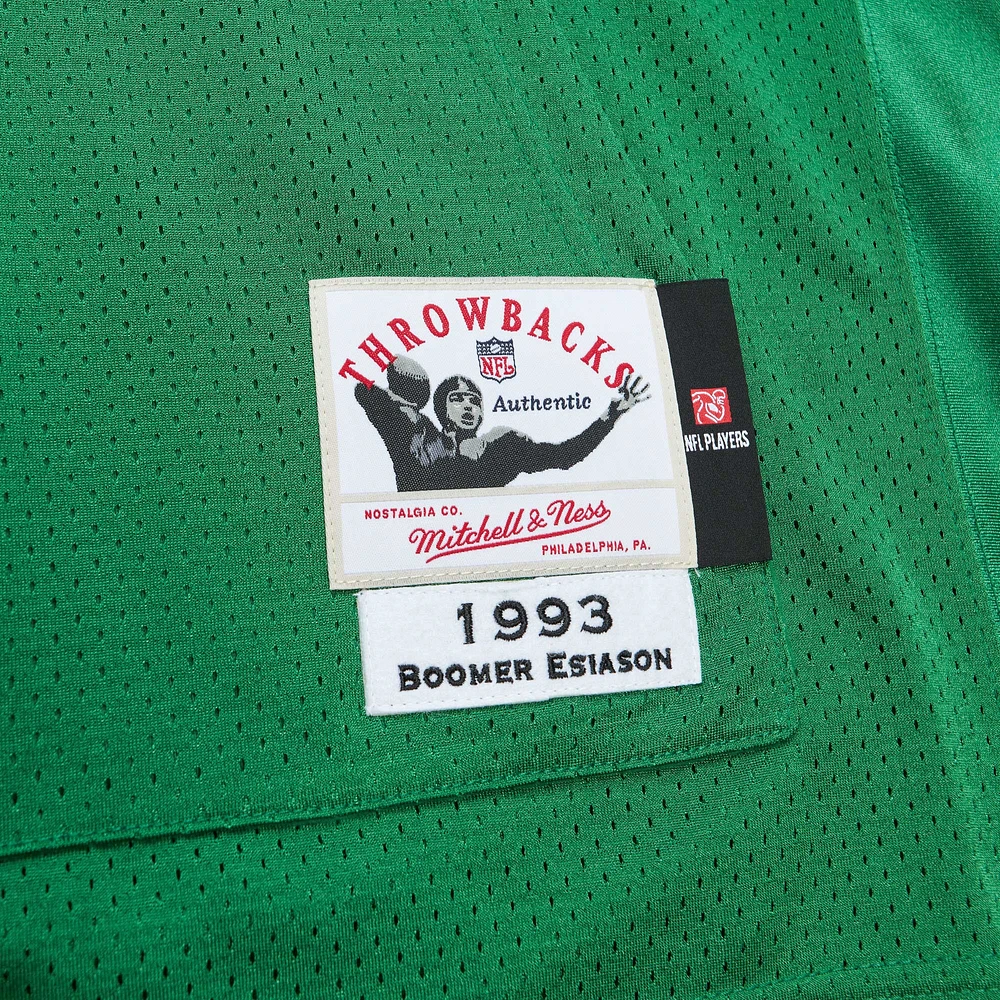 THROWBACKS
NFL
Authentic
NFL PLAYERS
NOSTALGIA CO.
Mitchell & Ness
PHILADELPHIA, PA.
1993
BOOMER ESIASON